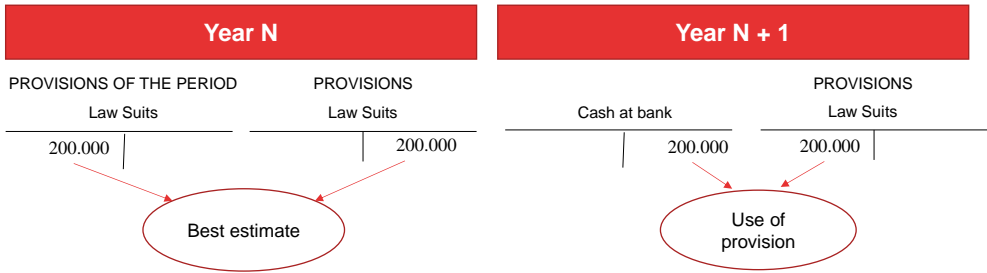 Year N
PROVISIONS OF THE PERIOD
Law Suits
200.000
PROVISIONS
Law Suits
200.000
Best estimate
Year N + 1
Cash at bank
200.000
PROVISIONS
Law Suits
200.000
Use of
provision